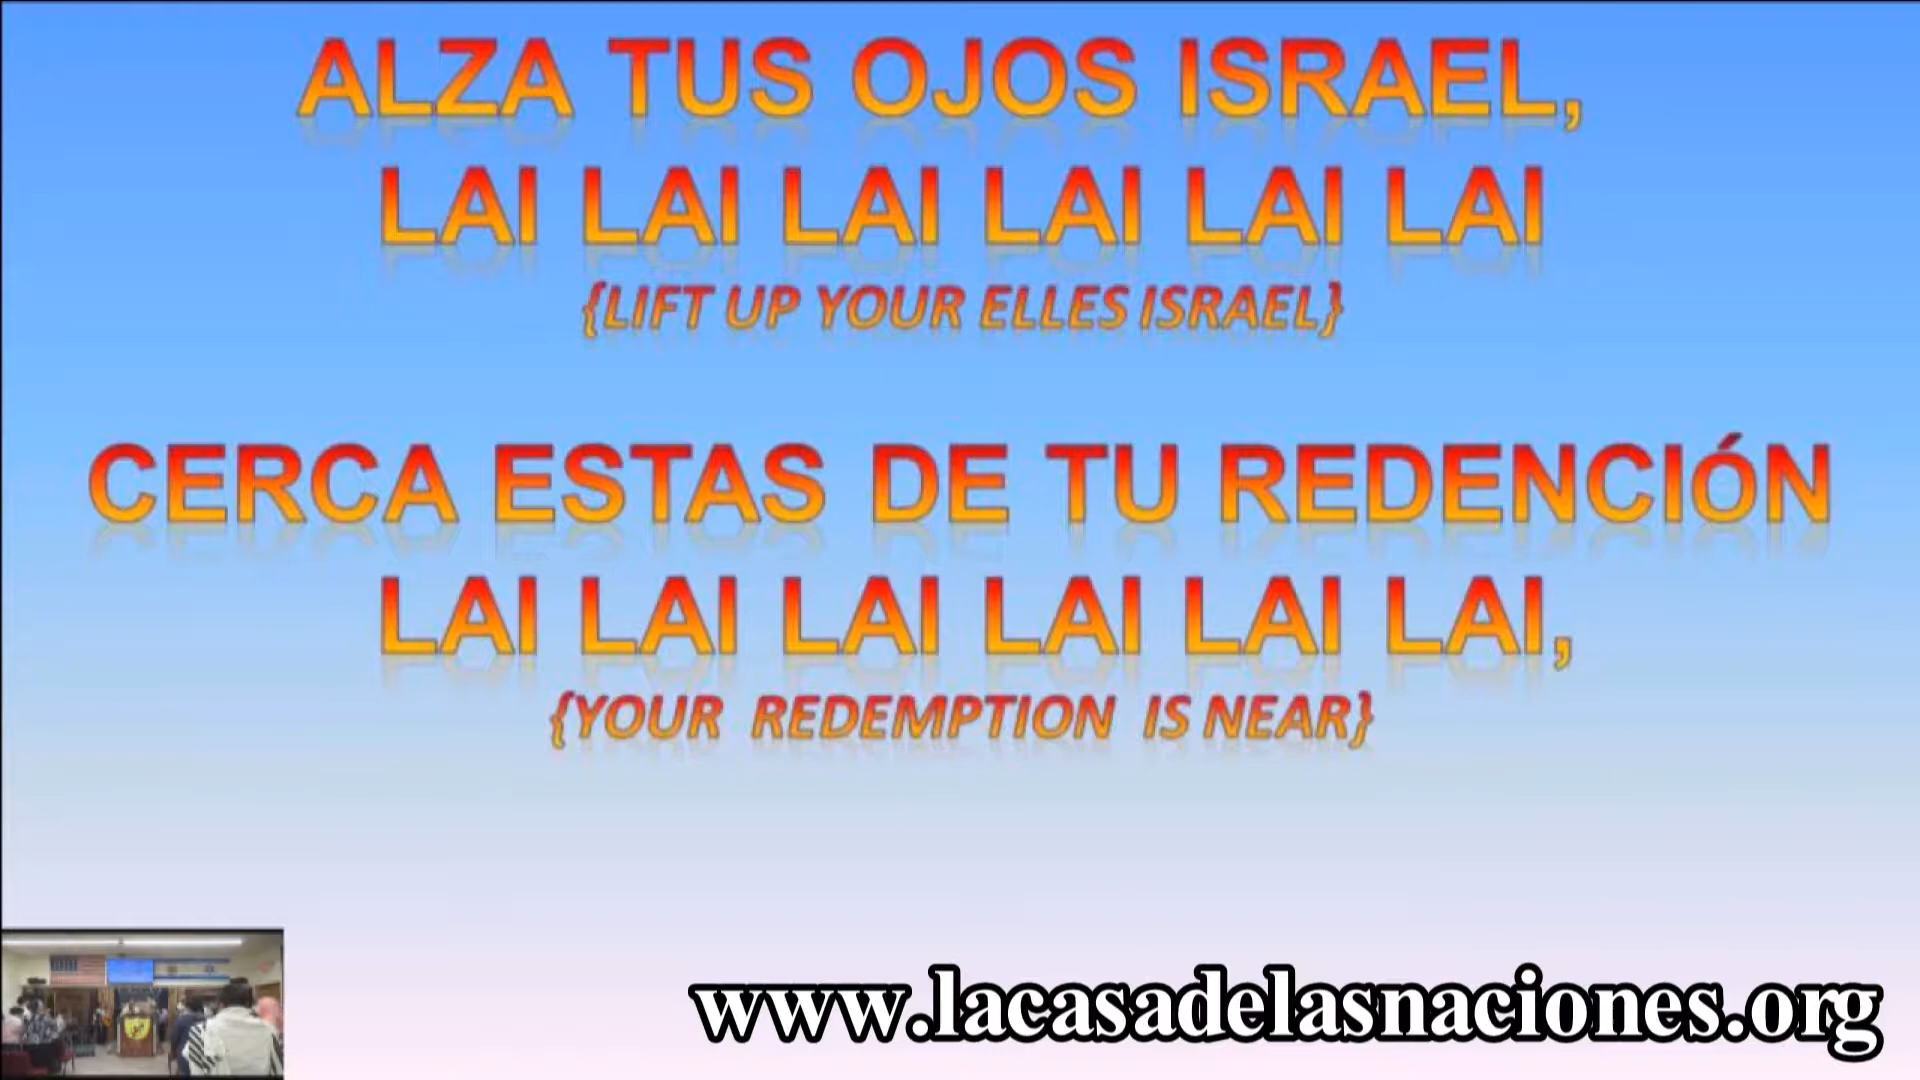 ALZA TUS OJOS ISRAEL,
LAI LAI LAI LAI LAI LAI
{LIFT UP YOUR ELLES ISRAEL}
CERCA ESTAS DE TU REDENCIÓN
LAI LAI LAI LAI LAI LAI,
{YOUR REDEMPTION IS NEAR}
www.lacasadelasnaciones.org